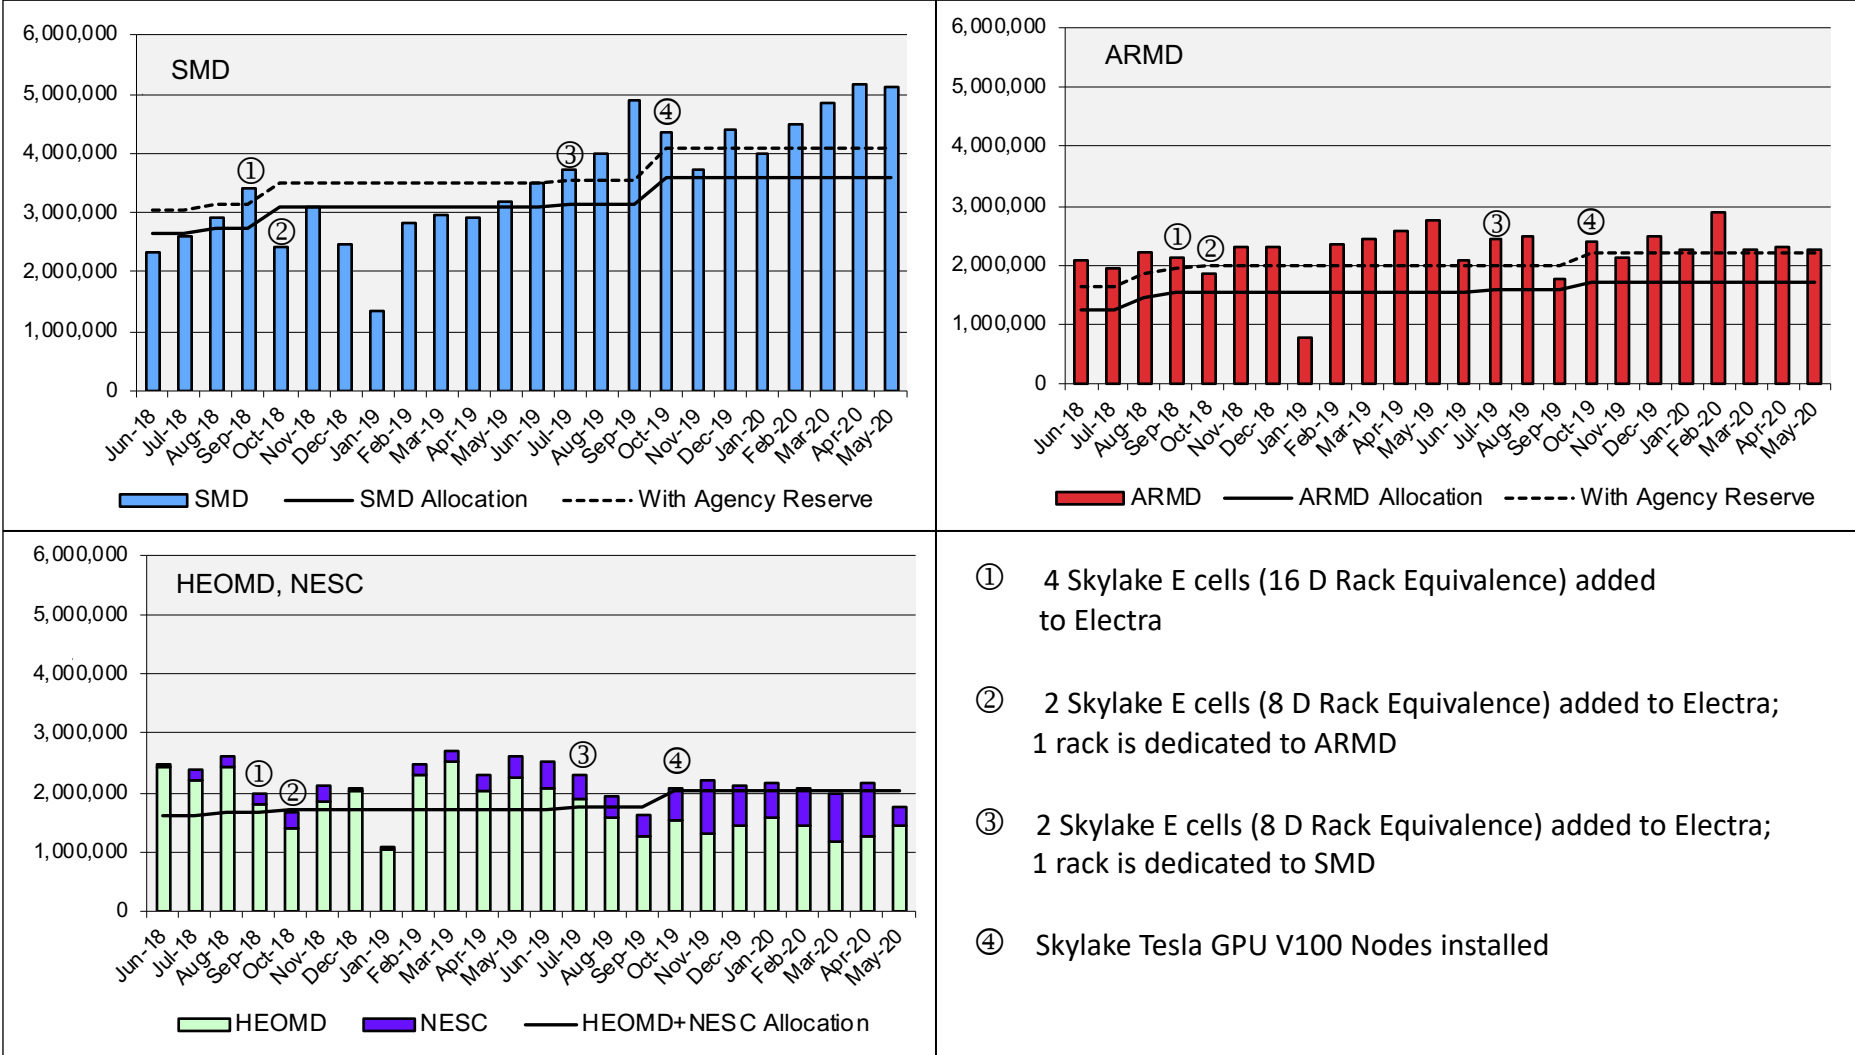 SMD
6,000,000
5,000,000
4,000,000
3,000,000
2,000,000
1,000,000
0
① ② ③ ④
Jun-18 Jul-18 Aug-18 Sep-18 Oct-18 Nov-18 Dec-18 Jan-19 Feb-19 Mar-19 Apr-19 May-19 Jun-19 Jul-19 Aug-19 Sep-19 Oct-19 Nov-19 Dec-19 Jan-20 Feb-20 Mar-20 Apr-20 May-20
SMD SMD Allocation With Agency Reserve
ARMD
6,000,000
5,000,000
4,000,000
3,000,000
2,000,000
1,000,000
0
① ② ③ ④
Jun-18 Jul-18 Aug-18 Sep-18 Oct-18 Nov-18 Dec-18 Jan-19 Feb-19 Mar-19 Apr-19 May-19 Jun-19 Jul-19 Aug-19 Sep-19 Oct-19 Nov-19 Dec-19 Jan-20 Feb-20 Mar-20 Apr-20 May-20
ARMD ARMD Allocation With Agency Reserve
HEOMD, NESC
6,000,000
5,000,000
4,000,000
3,000,000
2,000,000
1,000,000
0
① ② ③ ④
Jun-18 Jul-18 Aug-18 Sep-18 Oct-18 Nov-18 Dec-18 Jan-19 Feb-19 Mar-19 Apr-19 May-19 Jun-19 Jul-19 Aug-19 Sep-19 Oct-19 Nov-19 Dec-19 Jan-20 Feb-20 Mar-20 Apr-20 May-20
HEOMD NESC HEOMD+NESC Allocation
① 4 Skylake E cells (16 D Rack Equivalence) added
to Electra
② 2 Skylake E cells (8 D Rack Equivalence) added to Electra;
1 rack is dedicated to ARMD
③ 2 Skylake E cells (8 D Rack Equivalence) added to Electra;
1 rack is dedicated to SMD
④ Skylake Tesla GPU V100 Nodes installed